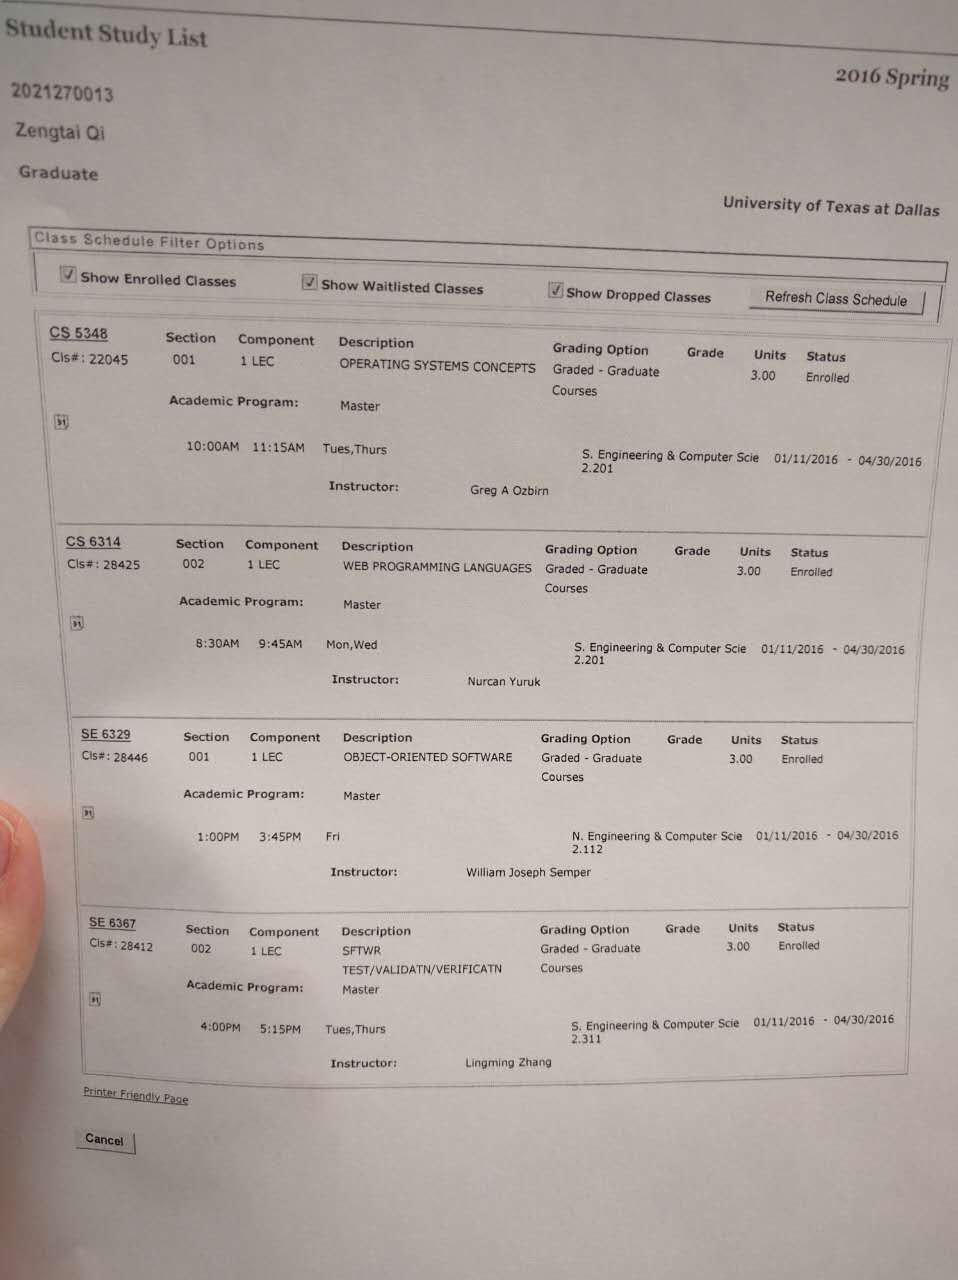 Student Study List
2016 Spring
2021270013
Zengtai Qi
Graduate
University of Texas at Dallas
Class Schedule Filter Options
Show Enrolled Classes Show Waitlisted Classes Show Dropped Classes Refresh Class Schedule
CS 5348 Section Component Description Grading Option Grade Units Status
Cls#: 22045 001 1 LEC OPERATING SYSTEMS CONCEPTS Graded - Graduate 3.00 Enrolled
Courses
Academic Program: Master
31
10:00AM 11:15AM Tues,Thurs S. Engineering & Computer Scie 01/11/2016 - 04/30/2016
2.201
Instructor: Greg A Ozbirn
CS 6314 Section Component Description Grading Option Grade Units Status
Cls#: 28425 002 1 LEC WEB PROGRAMMING LANGUAGES Graded - Graduate 3.00 Enrolled
Courses
Academic Program: Master
31
8:30AM 9:45AM Mon,Wed S. Engineering & Computer Scie 01/11/2016 - 04/30/2016
2.201
Instructor: Nurcan Yuruk
SE 6329 Section Component Description Grading Option Grade Units Status
Cls#: 28446 001 1 LEC OBJECT-ORIENTED SOFTWARE Graded - Graduate 3.00 Enrolled
Courses
Academic Program: Master
31
1:00PM 3:45PM Fri N. Engineering & Computer Scie 01/11/2016 - 04/30/2016
2.112
Instructor: William Joseph Semper
SE 6367 Section Component Description Grading Option Grade Units Status
Cls#: 28412 002 1 LEC SFTWR Graded - Graduate 3.00 Enrolled
TEST/VALIDATN/VERIFICATN Courses
Academic Program: Master
31
4:00PM 5:15PM Tues,Thurs S. Engineering & Computer Scie 01/11/2016 - 04/30/2016
2.311
Instructor: Lingming Zhang
Printer Friendly Page
Cancel